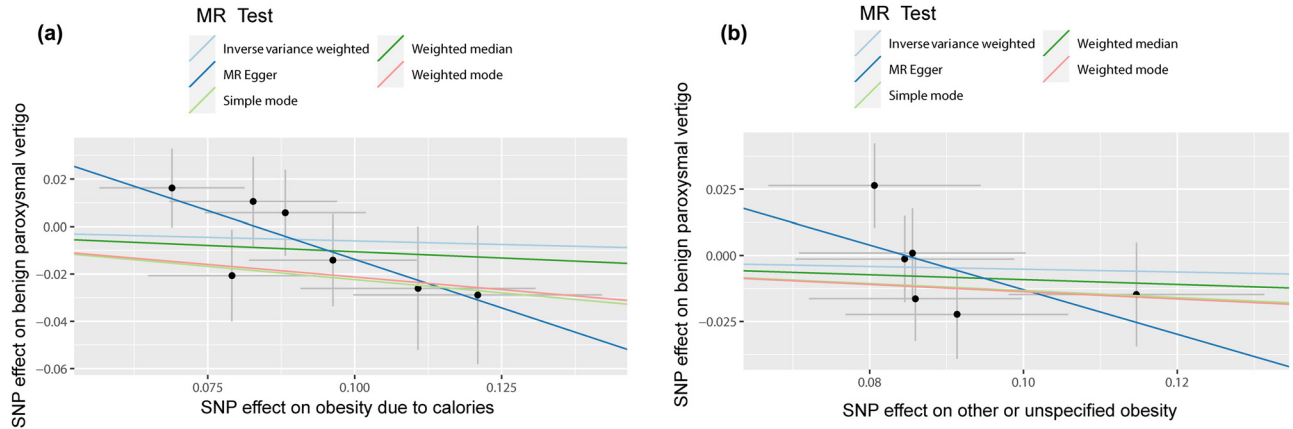 (a)
MR Test
Inverse variance weighted
MR Egger
Simple mode
Weighted median
Weighted mode
SNP effect on benign paroxysmal vertigo
0.02
0.00
−0.02
−0.04
−0.06
0.075
0.100
0.125
SNP effect on obesity due to calories
(b)
MR Test
Inverse variance weighted
MR Egger
Simple mode
Weighted median
Weighted mode
SNP effect on benign paroxysmal vertigo
0.025
0.000
−0.025
0.08
0.10
0.12
SNP effect on other or unspecified obesity